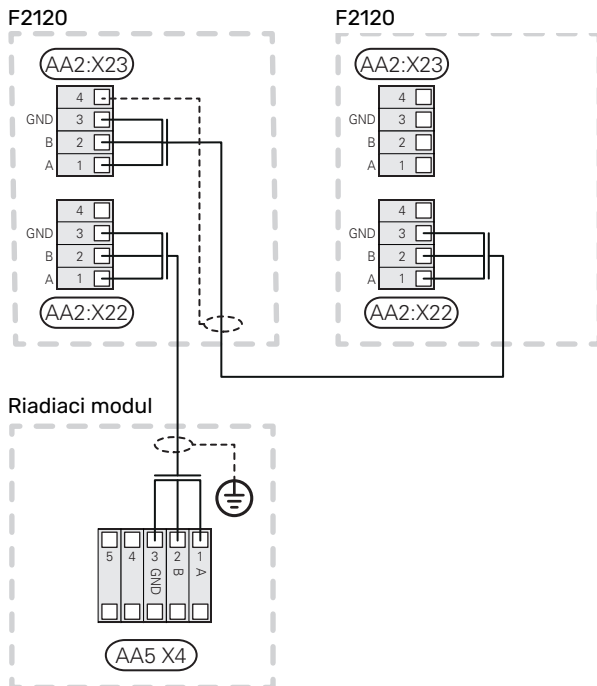 F2120
AA2:X23
4
GND 3
B 2
A 1
4
GND 3
B 2
A 1
AA2:X22
F2120
AA2:X23
4
GND 3
B 2
A 1
4
GND 3
B 2
A 1
AA2:X22
Riadiaci modul
5 4 3 2 1
GND B A
AA5 X4